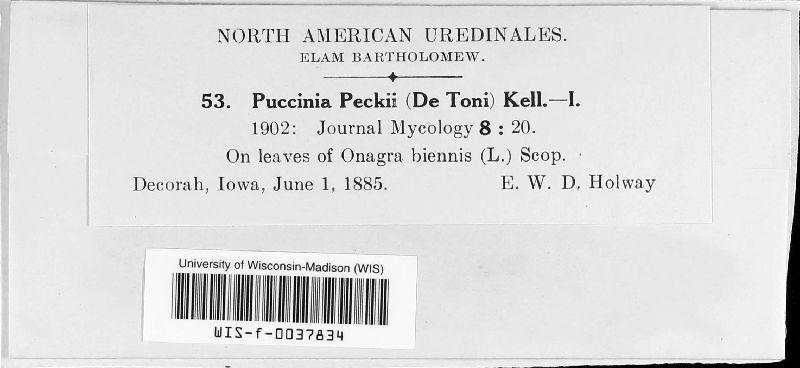 NORTH AMERICAN UREDINALES.
ELAM BARTHOLOMEW.
53. Puccinia Peckii (De Toni) Kell.—I.
1902: Journal Mycology 8 : 20.
On leaves of Onagra biennis (L.) Scop.
Decorah, Iowa, June 1, 1885. E. W. D. Holway
University of Wisconsin-Madison (WIS)
WIS-f-0037834